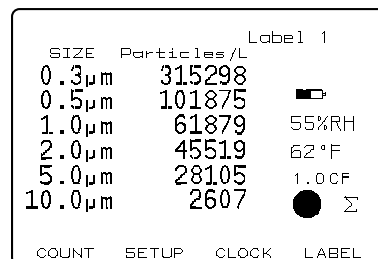 Label 1
SIZE Particles/L
0.3µm 315298
0.5µm 101875
1.0µm 61879 55%RH
2.0µm 45519 62°F
5.0µm 28105 1.0CF
10.0µm 2607 Σ
COUNT SETUP CLOCK LABEL